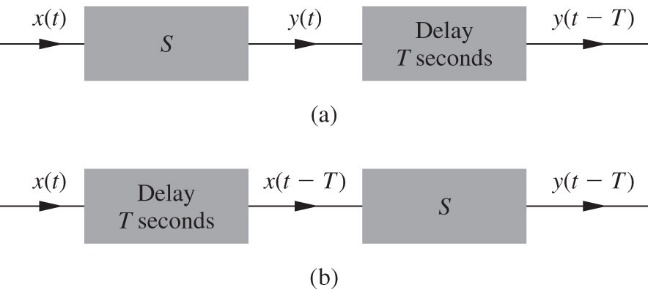 x(t)
S
y(t)
Delay
T seconds
y(t − T)
(a)
x(t)
Delay
T seconds
x(t − T)
S
y(t − T)
(b)